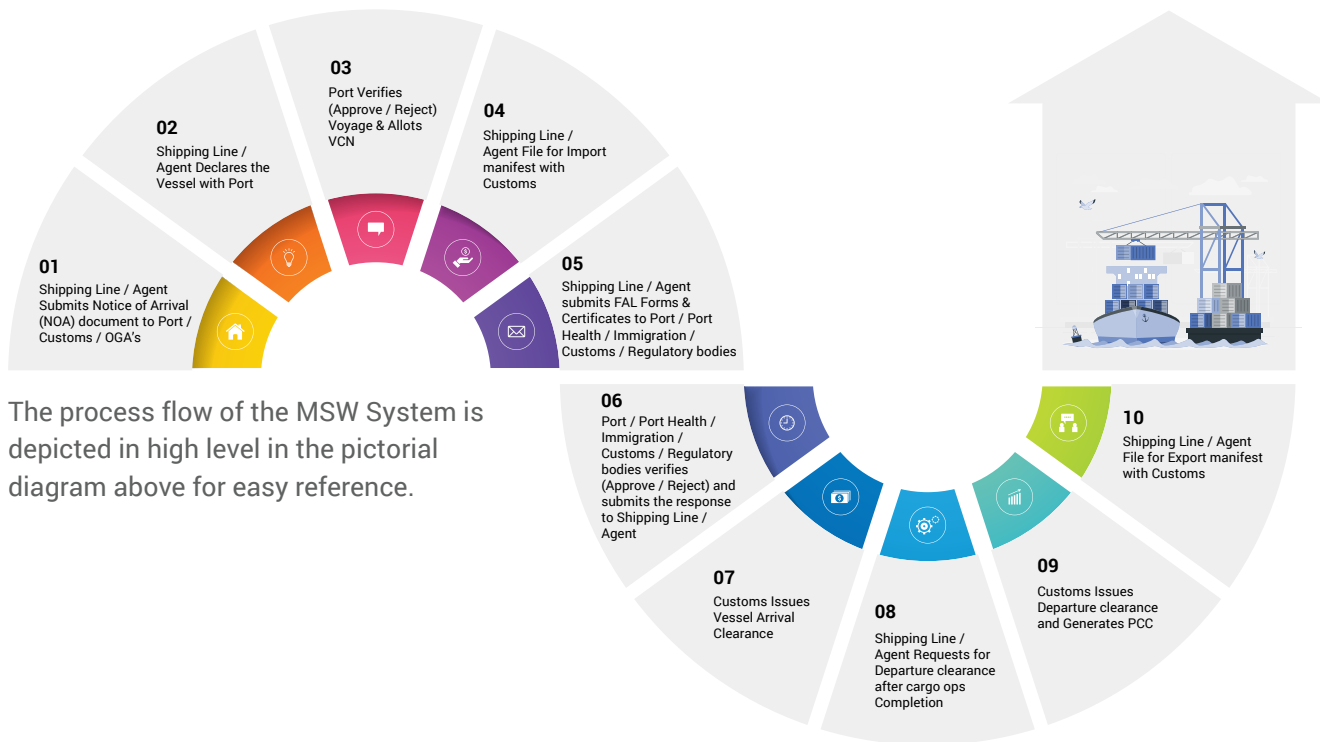 01
Shipping Line / Agent
Submits Notice of Arrival
(NOA) document to Port /
Customs / OGA's
02
Shipping Line /
Agent Declares the
Vessel with Port
03
Port Verifies
(Approve / Reject)
Voyage & Allots
VCN
04
Shipping Line /
Agent File for Import
manifest with
Customs
05
Shipping Line / Agent
submits FAL Forms &
Certificates to Port / Port
Health / Immigration /
Customs / Regulatory bodies
The process flow of the MSW System is
depicted in high level in the pictorial
diagram above for easy reference.
06
Port / Port Health /
Immigration /
Customs / Regulatory
bodies verifies
(Approve / Reject) and
submits the response
to Shipping Line /
Agent
07
Customs Issues
Vessel Arrival
Clearance
08
Shipping Line /
Agent Requests for
Departure clearance
after cargo ops
Completion
09
Customs Issues
Departure clearance
and Generates PCC
10
Shipping Line / Agent
File for Export manifest
with Customs